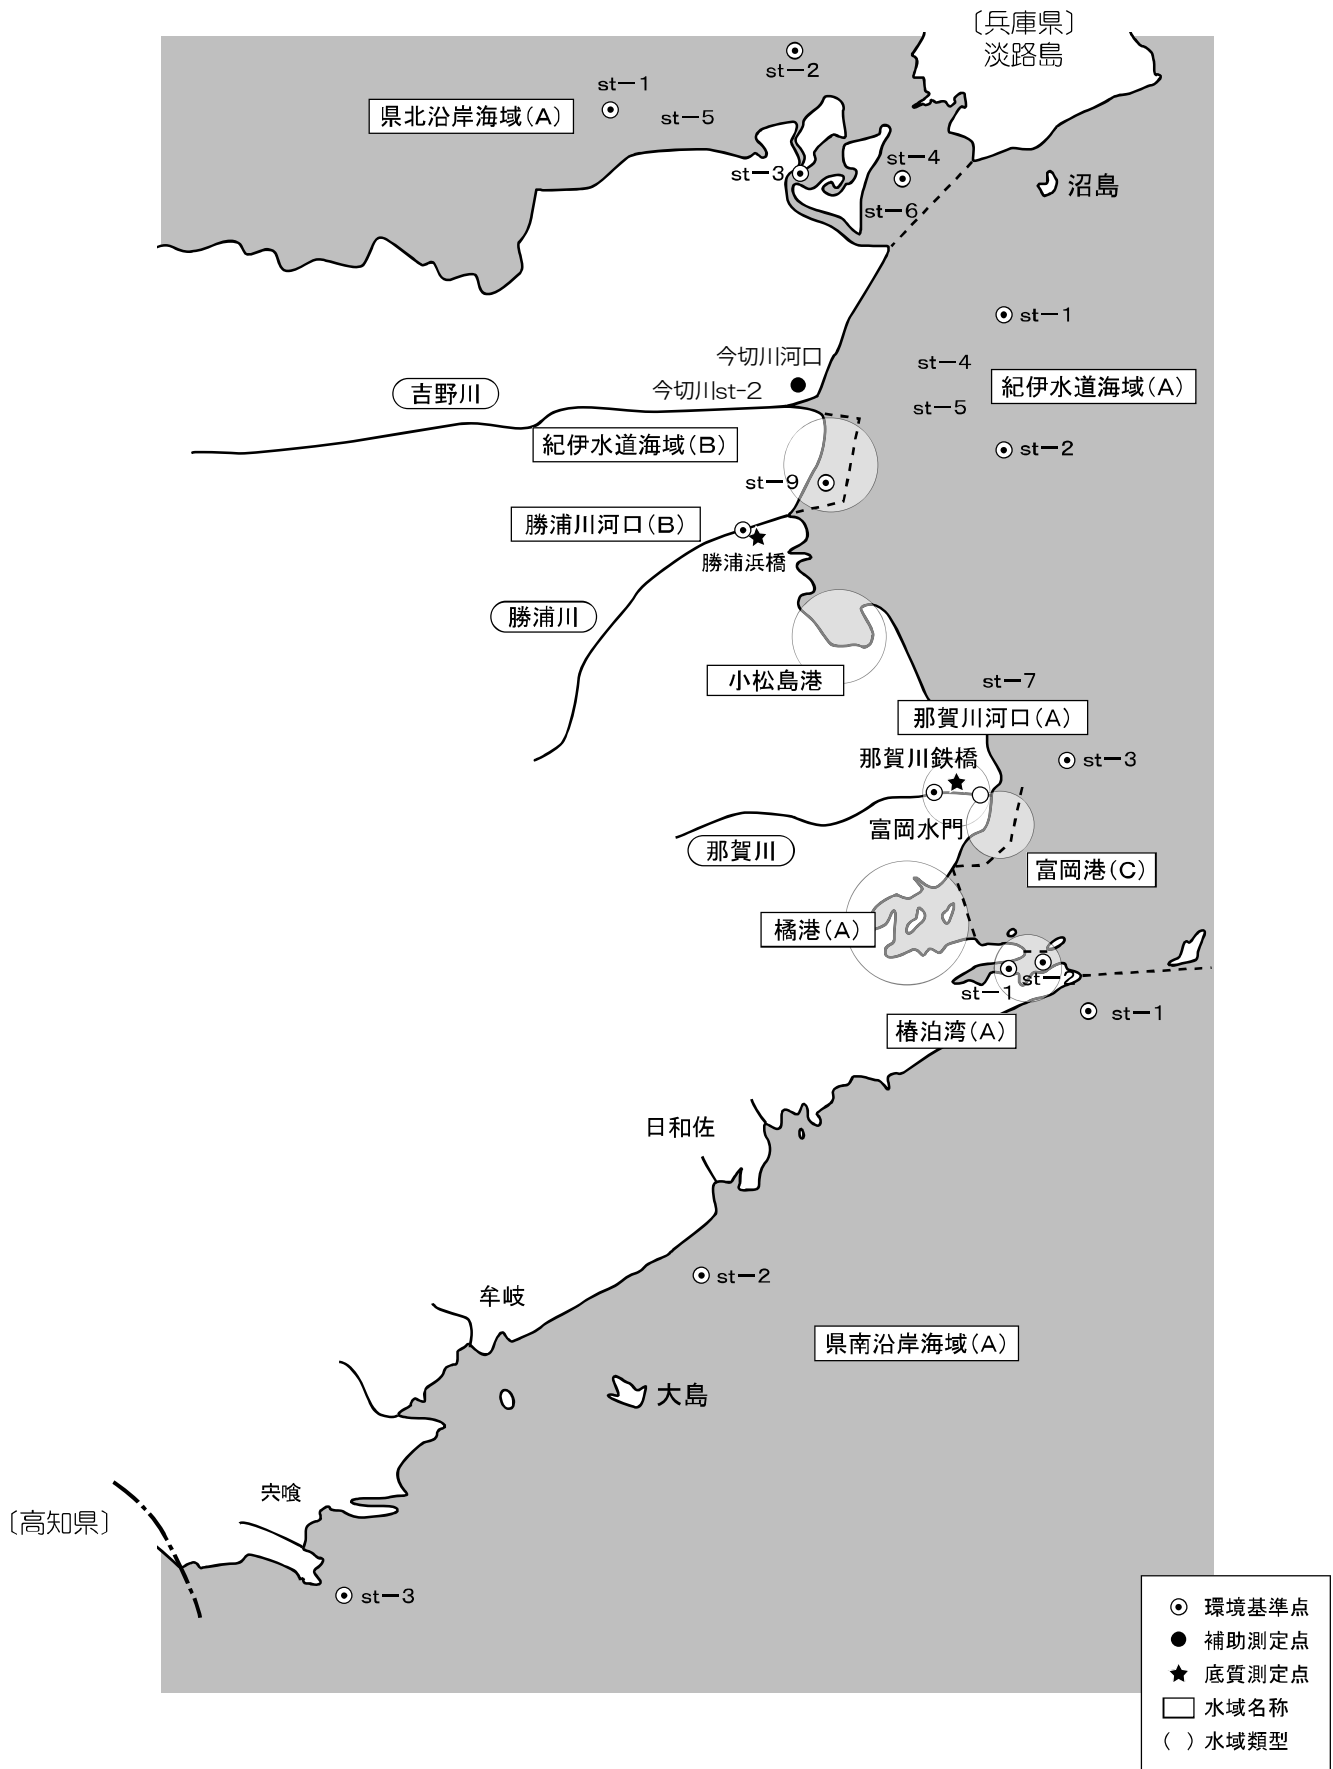 〔兵庫県〕
淡路島
st－2
st－1
県北沿岸海域(A)
st－5
st－4
st－3
沼島
st－6
st－1
今切川河口
st－4
紀伊水道海域(A)
今切川st-2
吉野川
st－5
紀伊水道海域(B)
st－2
st－9
勝浦川河口(B)
勝浦浜橋
勝浦川
小松島港
st－7
那賀川河口(A)
那賀川鉄橋
st－3
富岡水門
那賀川
富岡港(C)
橘港(A)
st－2
st－1
st－1
椿泊湾(A)
日和佐
st－2
牟岐
県南沿岸海域(A)
大島
宍喰
〔高知県〕
st－3
環境基準点
補助測定点
底質測定点
水域名称
( ) 水域類型